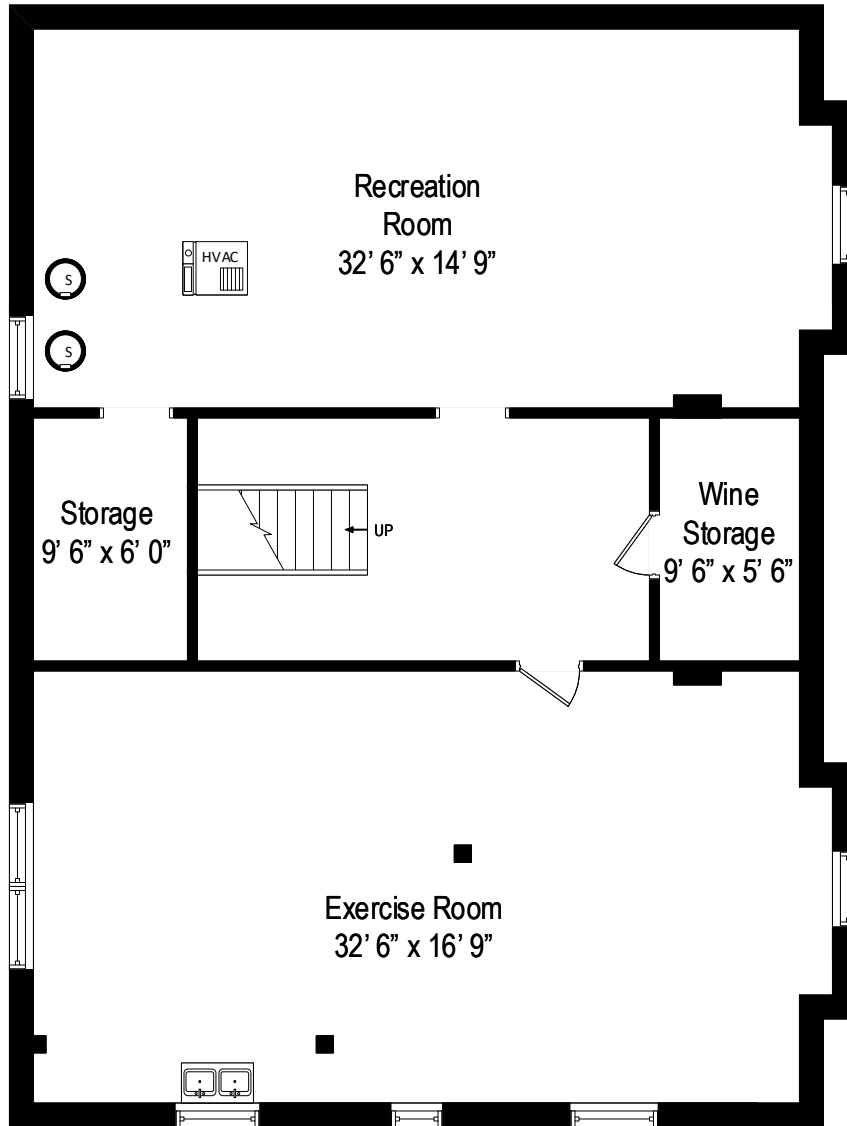 Recreation
Room
32’ 6” x 14’ 9”
HVAC
S
S
Storage
9’ 6” x 6’ 0”
UP
Wine
Storage
9’ 6” x 5’ 6”
Exercise Room
32’ 6” x 16’ 9”